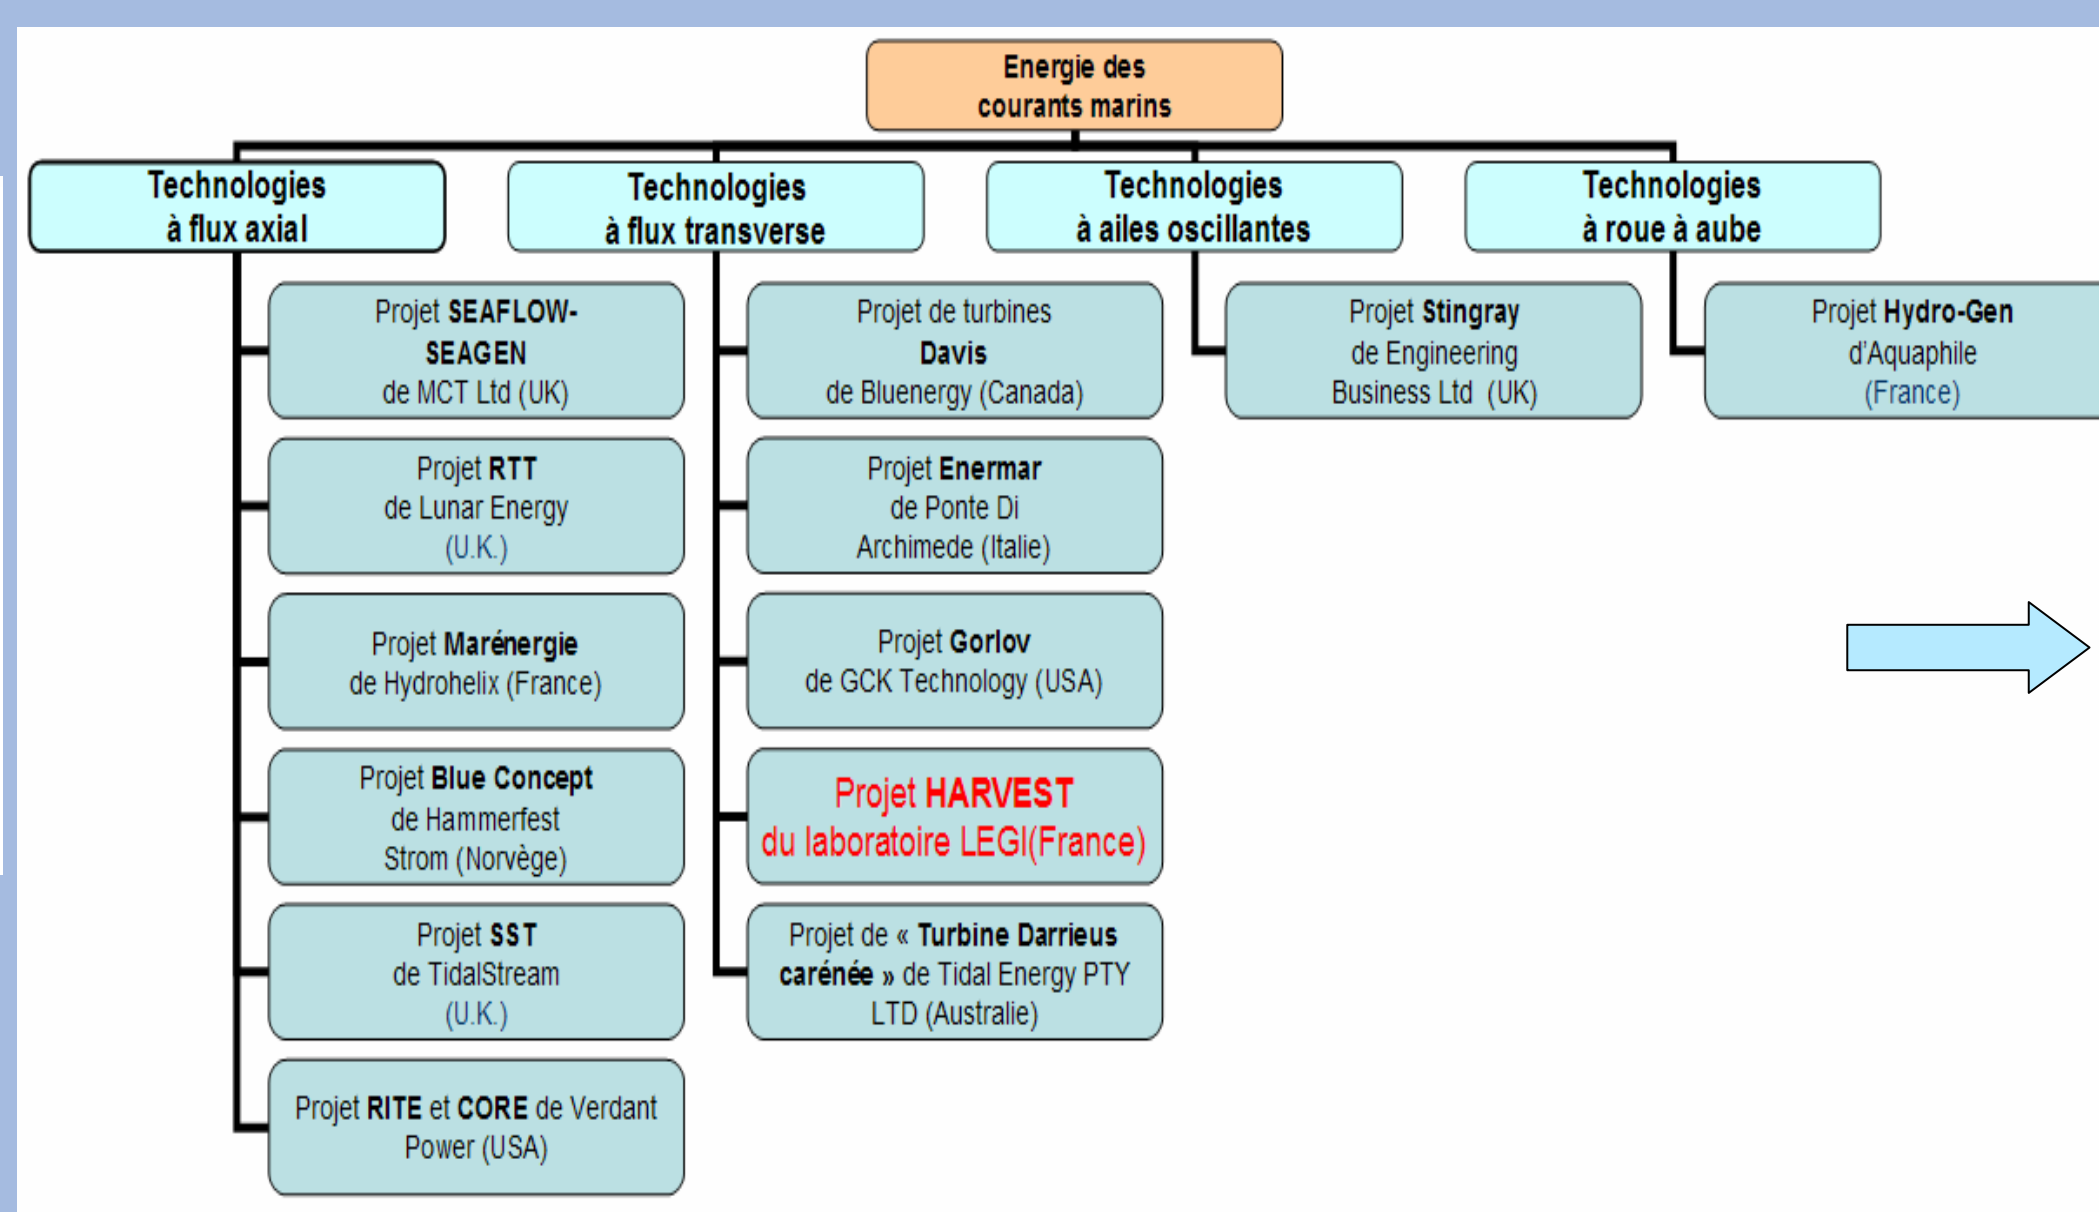 Energie des
courants marins
Technologies
à flux axial
Technologies
à flux transverse
Technologies
à ailes oscillantes
Technologies
à roue à aube
Projet SEAFLOW-
SEAGEN
de MCT Ltd (UK)
Projet RTT
de Lunar Energy
(U.K.)
Projet Marénergie
de Hydrohelix (France)
Projet Blue Concept
de Hammerfest
Strom (Norvège)
Projet SST
de TidalStream
(U.K.)
Projet RITE et CORE de Verdant
Power (USA)
Projet de turbines
Davis
de Bluenergy (Canada)
Projet Enermar
de Ponte Di
Archimede (Italie)
Projet Gorlov
de GCK Technology (USA)
Projet HARVEST
du laboratoire LEGI(France)
Projet de « Turbine Darrieus
carénée » de Tidal Energy PTY
LTD (Australie)
Projet Stingray
de Engineering
Business Ltd (UK)
Projet Hydro-Gen
d'Aquaphile
(France)